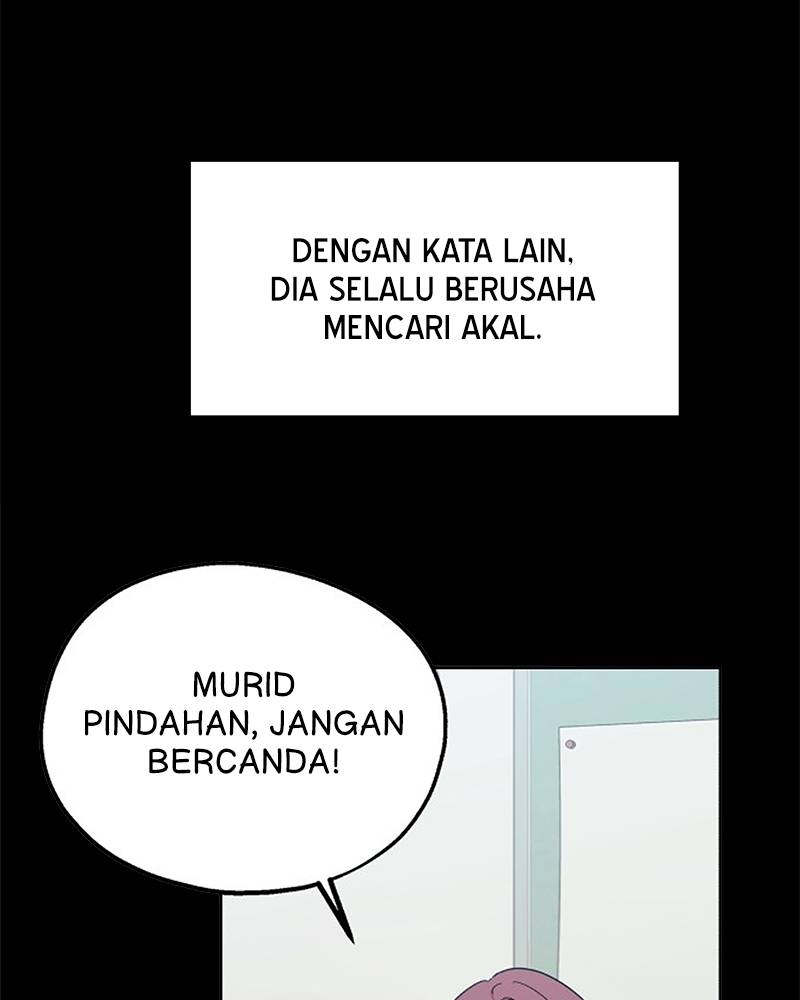 DENGAN KATA LAIN,
DIA SELALU BERUSAHA
MENCARI AKAL.
MURID
PINDAHAN, JANGAN
BERCANDA!